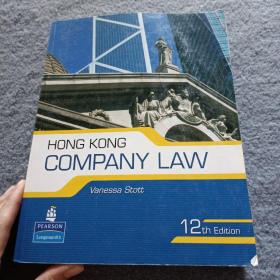 HONG KONG
COMPANY LAW
Vanessa Stott
12th Edition
PEARSON
Longman